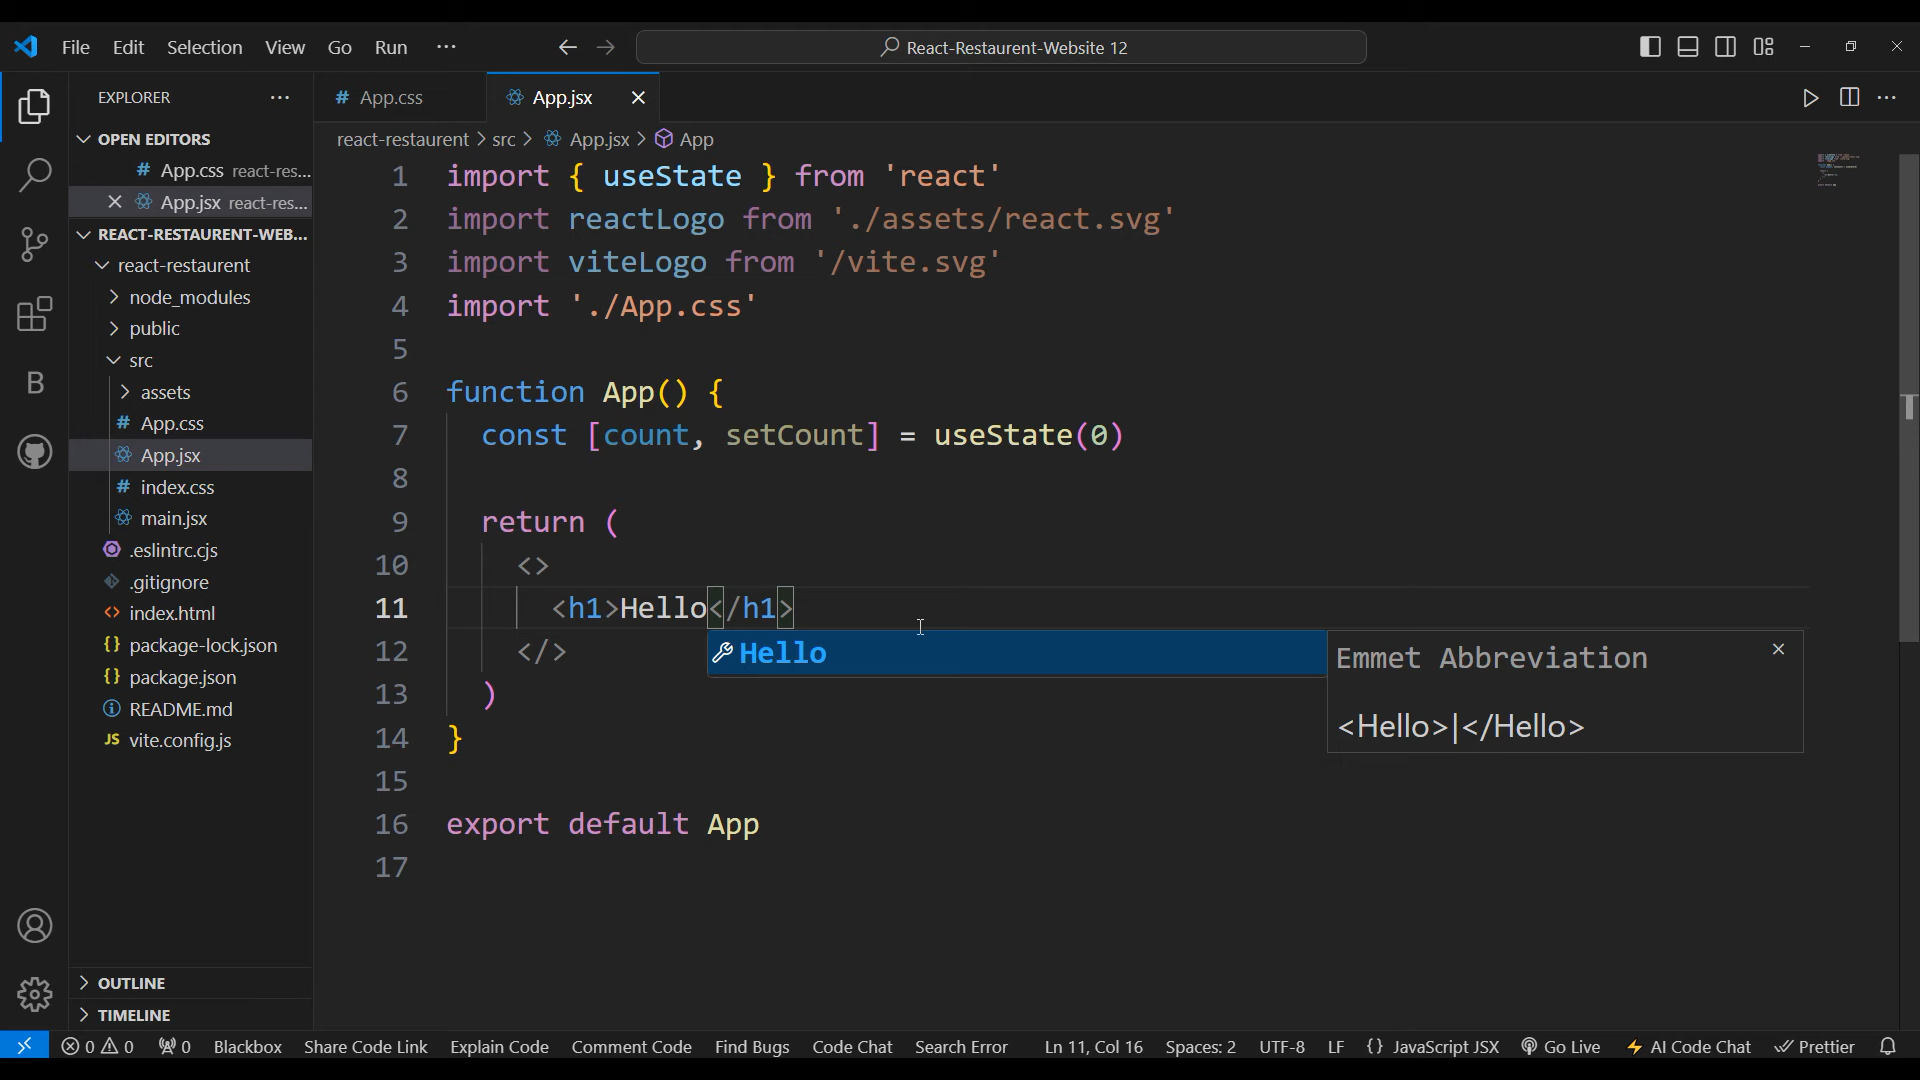 File Edit Selection View Go Run ···
React-Restaurent-Website 12
EXPLORER ···
OPEN EDITORS
# App.css react-res...
App.jsx react-res...
REACT-RESTAURENT-WEB...
react-restaurent
node_modules
public
src
assets
# App.css
App.jsx
# index.css
main.jsx
.eslintrc.cjs
.gitignore
<> index.html
{} package-lock.json
{} package.json
README.md
JS vite.config.js
OUTLINE
TIMELINE
B
# App.css
App.jsx
react-restaurent > src > App.jsx > App
1 import { useState } from 'react'
2 import reactLogo from './assets/react.svg'
3 import viteLogo from '/vite.svg'
4 import './App.css'
5
6 function App() {
7 const [count, setCount] = useState(0)
8
9 return (
10 <>
11 <h1>Hello</h1>
12 </>
13 )
14 }
15
16 export default App
17
Hello
Emmet Abbreviation
<Hello>|</Hello>
0 0 0 Blackbox Share Code Link Explain Code Comment Code Find Bugs Code Chat Search Error Ln 11, Col 16 Spaces: 2 UTF-8 LF {} JavaScript JSX Go Live AI Code Chat Prettier